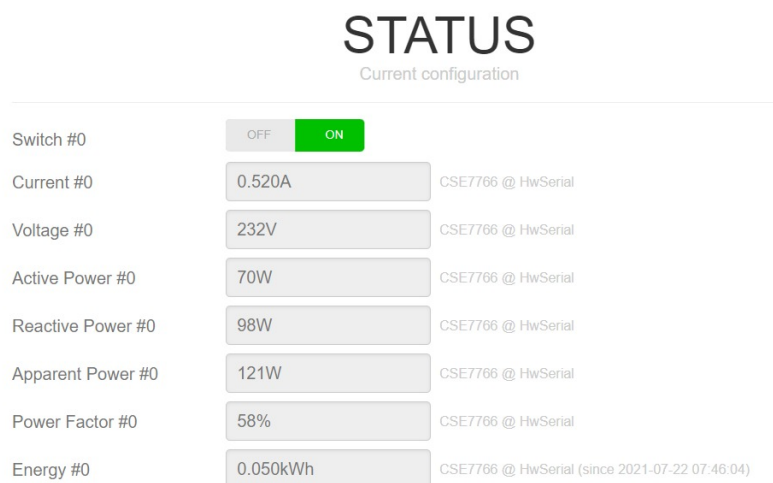 STATUS
Current configuration
Switch #0 OFF ON
Current #0 0.520A CSE7766 @ HwSerial
Voltage #0 232V CSE7766 @ HwSerial
Active Power #0 70W CSE7766 @ HwSerial
Reactive Power #0 98W CSE7766 @ HwSerial
Apparent Power #0 121W CSE7766 @ HwSerial
Power Factor #0 58% CSE7766 @ HwSerial
Energy #0 0.050kWh CSE7766 @ HwSerial (since 2021-07-22 07:46:04)